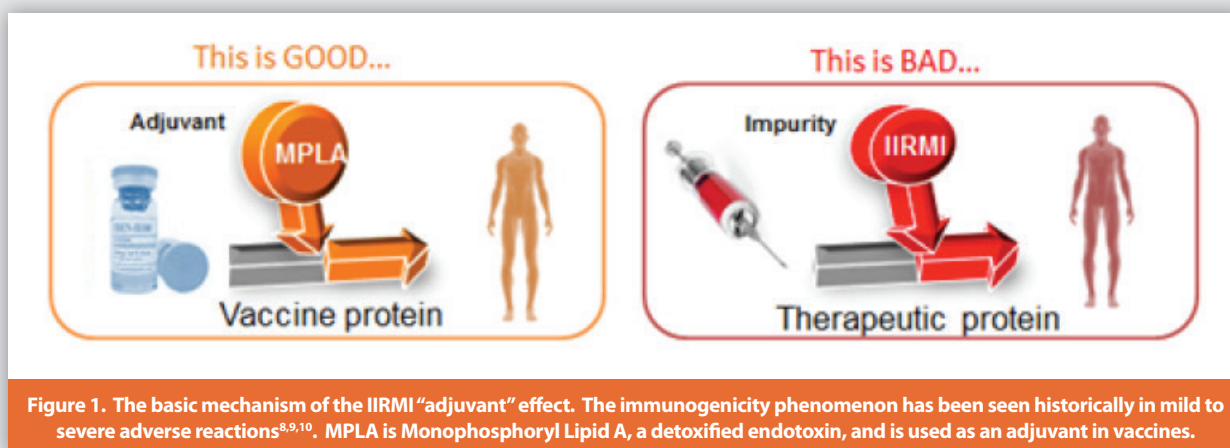 This is GOOD...
Adjuvant
MPLA
Vaccine protein
This is BAD...
Impurity
IIRMI
Therapeutic protein
Figure 1. The basic mechanism of the IIRMI “adjuvant” effect. The immunogenicity phenomenon has been seen historically in mild to
severe adverse reactions8,9,10. MPLA is Monophosphoryl Lipid A, a detoxified endotoxin, and is used as an adjuvant in vaccines.